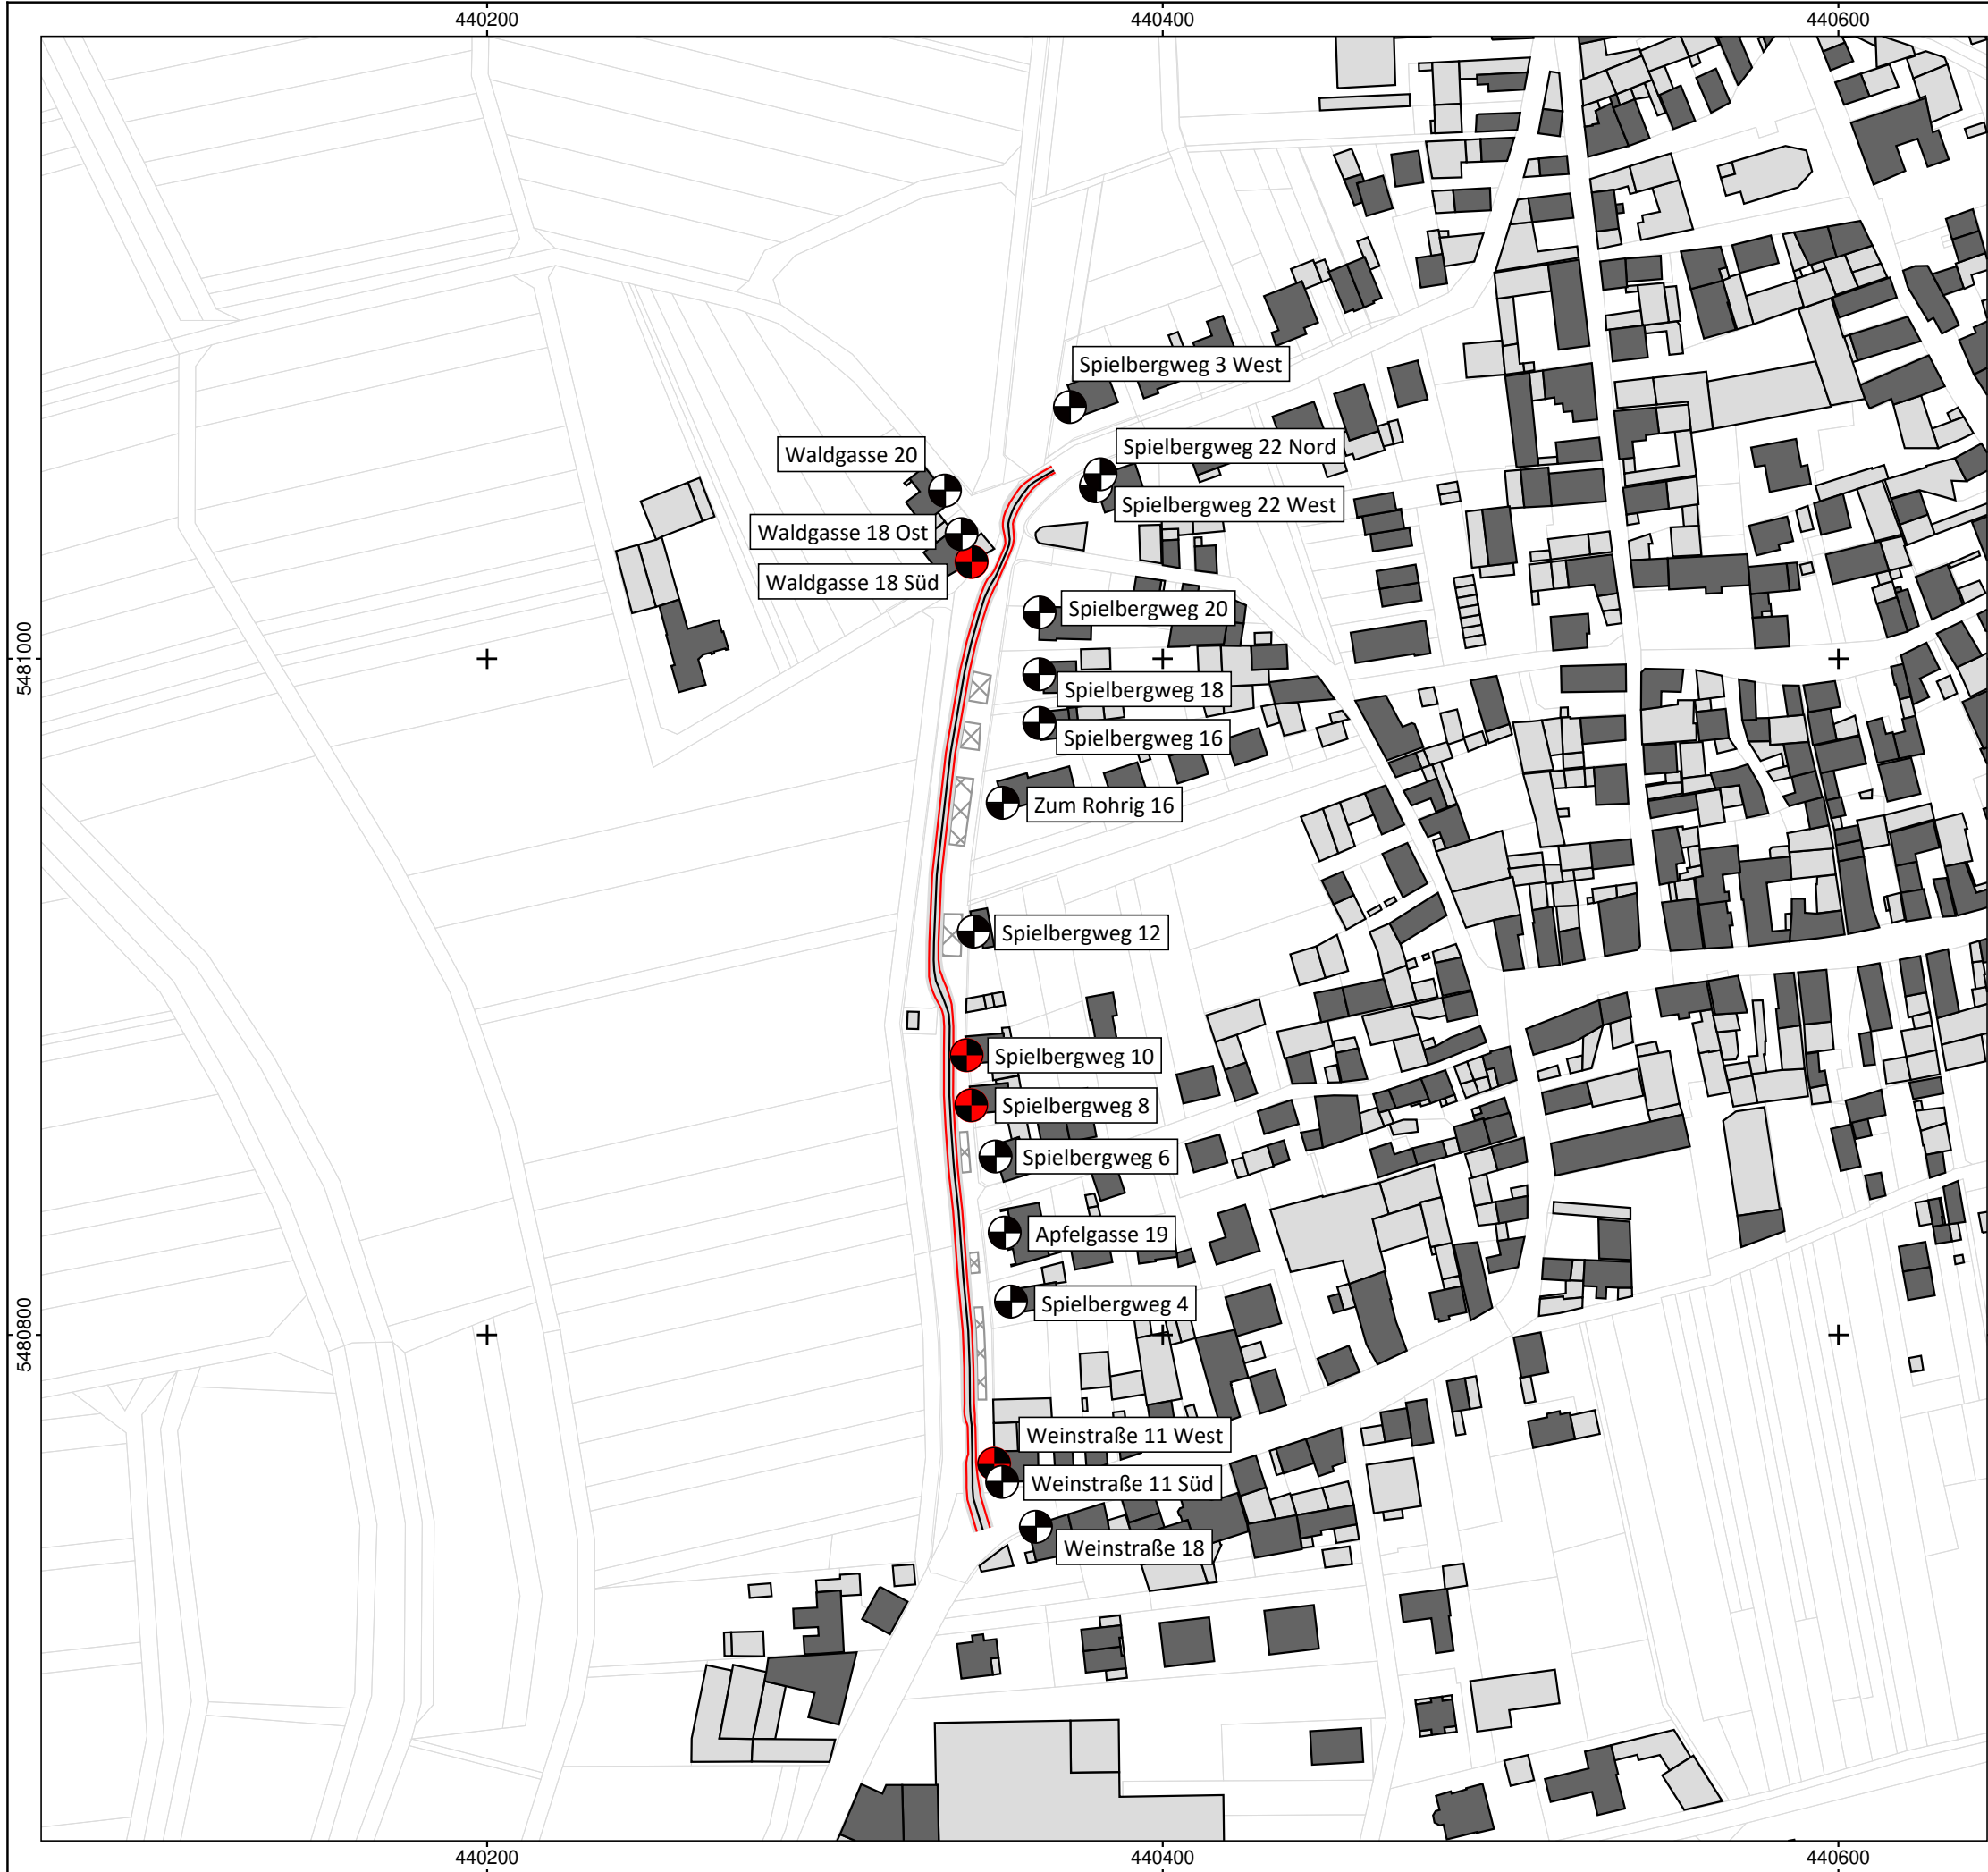 440200 440400 440600
Spielbergweg 3 West
Spielbergweg 22 Nord
Waldgasse 20
Spielbergweg 22 West
Waldgasse 18 Ost
Waldgasse 18 Süd
Spielbergweg 20
5481000
Spielbergweg 18
Spielbergweg 16
Zum Rohrig 16
Spielbergweg 12
Spielbergweg 10
Spielbergweg 8
Spielbergweg 6
Apfelgasse 19
Spielbergweg 4
5480800
Weinstraße 11 West
Weinstraße 11 Süd
Weinstraße 18
440200 440400 440600